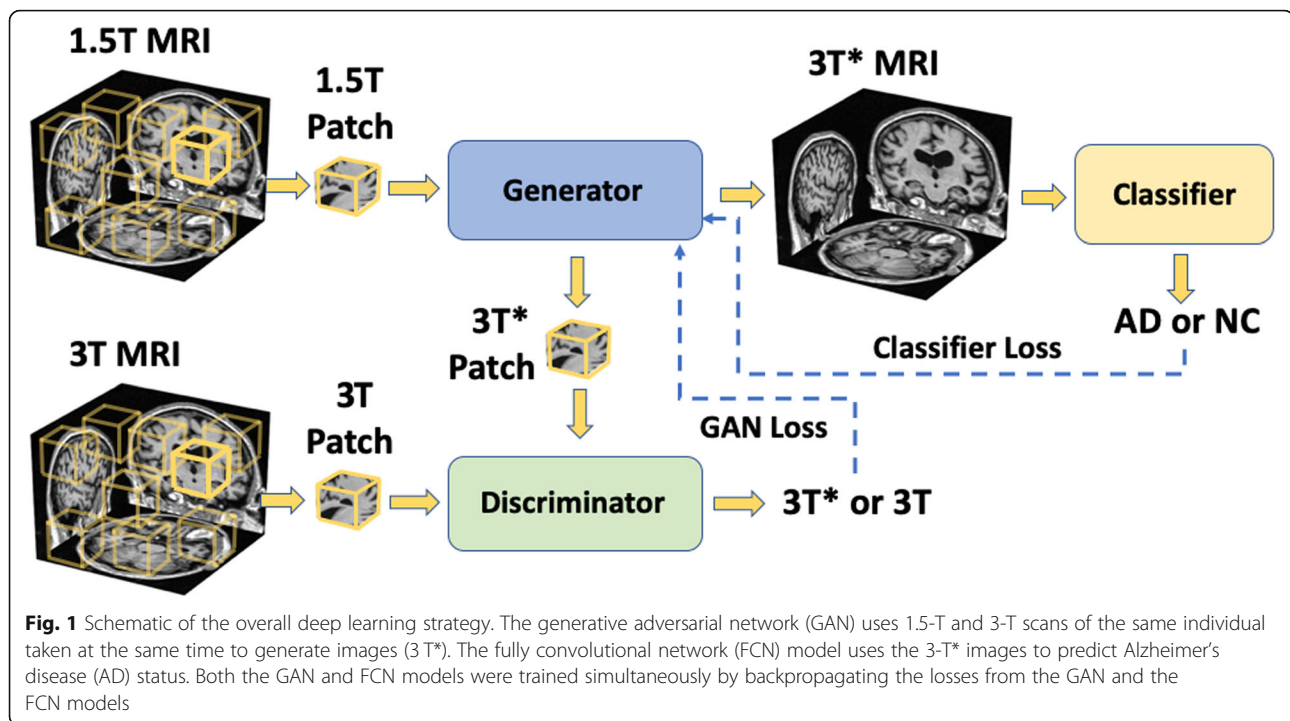 1.5T MRI
1.5T
Patch
Generator
3T* MRI
Classifier
AD or NC
Classifier Loss
3T*
Patch
GAN Loss
3T MRI
3T
Patch
Discriminator
3T* or 3T
Fig. 1 Schematic of the overall deep learning strategy. The generative adversarial network (GAN) uses 1.5-T and 3-T scans of the same individual
taken at the same time to generate images (3 T*). The fully convolutional network (FCN) model uses the 3-T* images to predict Alzheimer's
disease (AD) status. Both the GAN and FCN models were trained simultaneously by backpropagating the losses from the GAN and the
FCN models